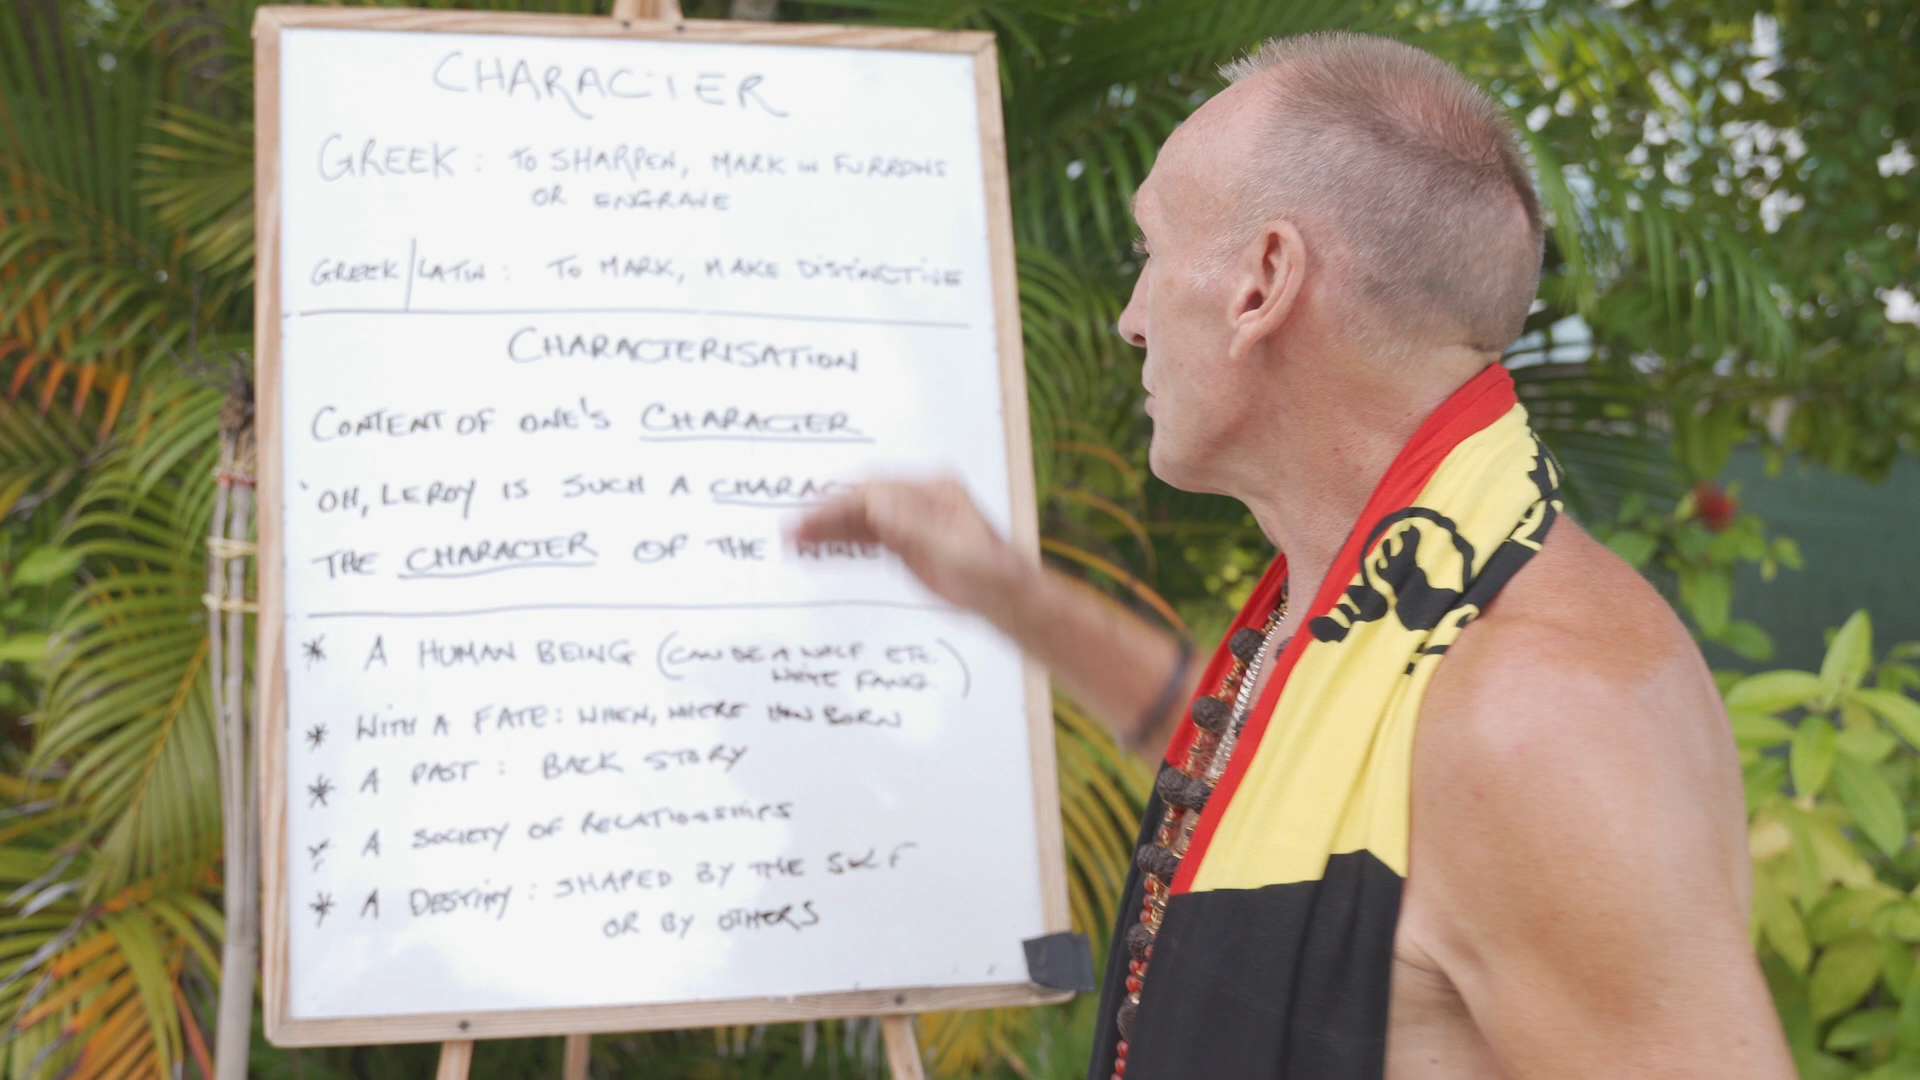 CHARACTER
GREEK : TO SHARPEN, MARK IN FURROWS
OR ENGRAVE
GREEK/LATIN : TO MARK, MAKE DISTINCTIVE
CHARACTERISATION
CONTENT OF ONE'S CHARACTER
'OH, LEROY IS SUCH A CHARAC
THE CHARACTER OF THE WINE
* A HUMAN BEING (CAN BE A WOLF ETC.
WHITE FANG)
* WITH A FATE : WHEN, WHERE BORN
* A PAST : BACK STORY
* A SOCIETY OF RELATIONSHIPS
* A DESTINY : SHAPED BY THE SELF
OR BY OTHERS